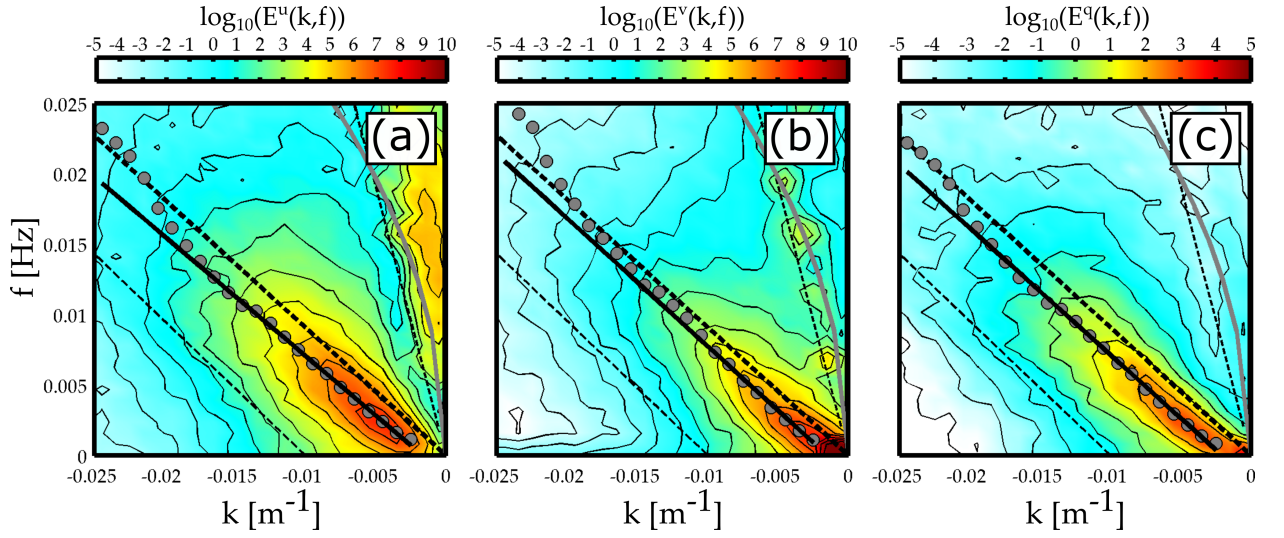 log10(Eu(k,f)) log10(Ev(k,f)) log10(Eq(k,f))
-5 -4 -3 -2 -1 0 1 2 3 4 5 6 7 8 9 10 -5 -4 -3 -2 -1 0 1 2 3 4 5 6 7 8 9 10 -5 -4 -3 -2 -1 0 1 2 3 4 5
0.025
(a) (b) (c)
0.02
0.015
f [Hz]
0.01
0.005
0
-0.025 -0.02 -0.015 -0.01 -0.005 0 -0.025 -0.02 -0.015 -0.01 -0.005 0 -0.025 -0.02 -0.015 -0.01 -0.005 0
k [m-1] k [m-1] k [m-1]